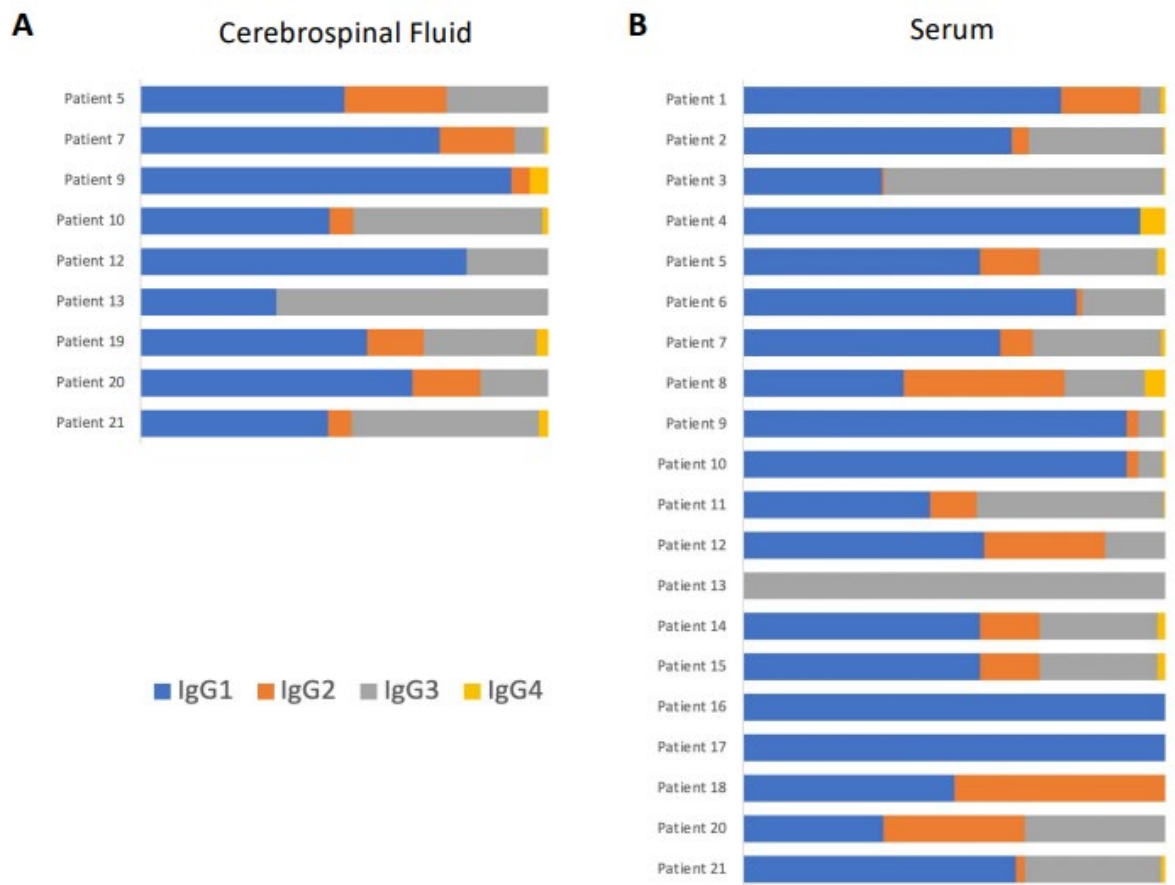 A
Cerebrospinal Fluid
Patient 5
Patient 7
Patient 9
Patient 10
Patient 12
Patient 13
Patient 19
Patient 20
Patient 21
IgG1 IgG2 IgG3 IgG4
B
Serum
Patient 1
Patient 2
Patient 3
Patient 4
Patient 5
Patient 6
Patient 7
Patient 8
Patient 9
Patient 10
Patient 11
Patient 12
Patient 13
Patient 14
Patient 15
Patient 16
Patient 17
Patient 18
Patient 20
Patient 21